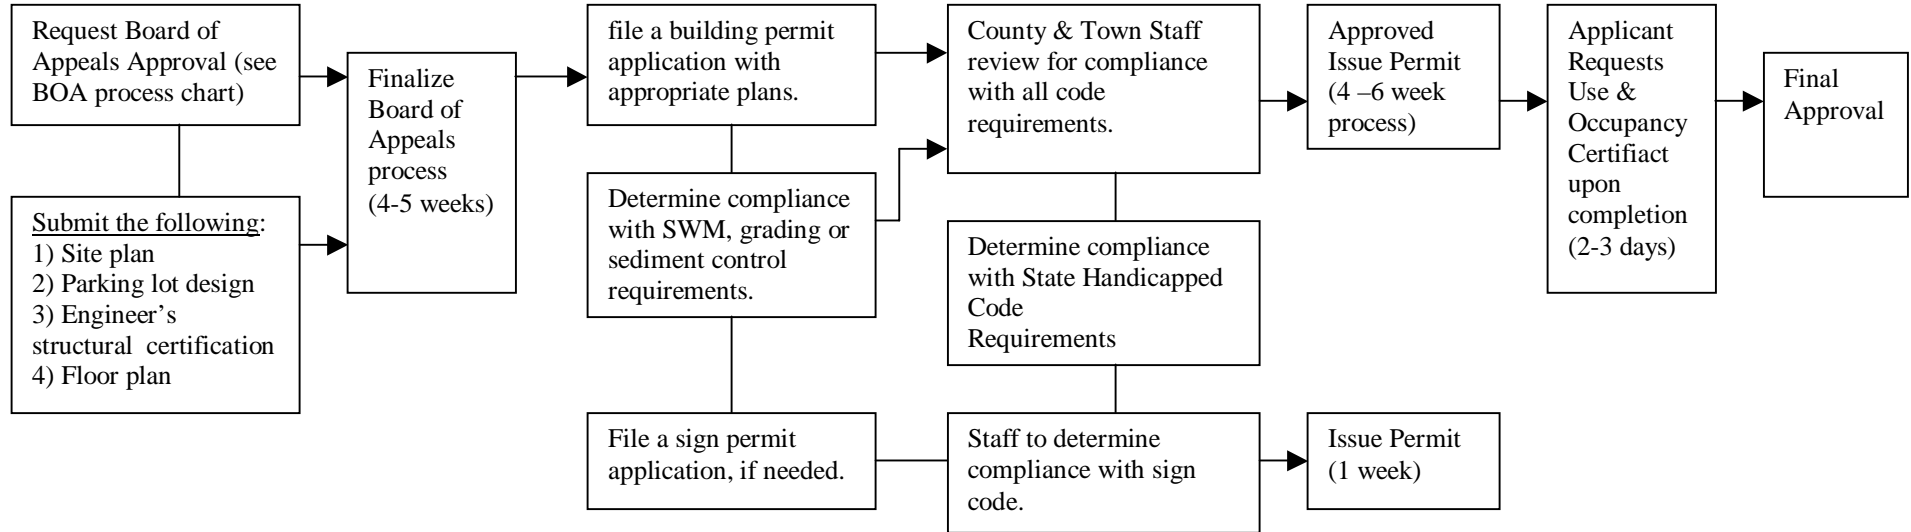 Request Board of
Appeals Approval (see
BOA process chart)
Submit the following:
1) Site plan
2) Parking lot design
3) Engineer’s
structural certification
4) Floor plan
Finalize
Board of
Appeals
process
(4-5 weeks)
file a building permit
application with
appropriate plans.
Determine compliance
with SWM, grading or
sediment control
requirements.
File a sign permit
application, if needed.
County & Town Staff
review for compliance
with all code
requirements.
Determine compliance
with State Handicapped
Code
Requirements
Staff to determine
compliance with sign
code.
Approved
Issue Permit
(4 –6 week
process)
Issue Permit
(1 week)
Applicant
Requests
Use &
Occupancy
Certifiact
upon
completion
(2-3 days)
Final
Approval